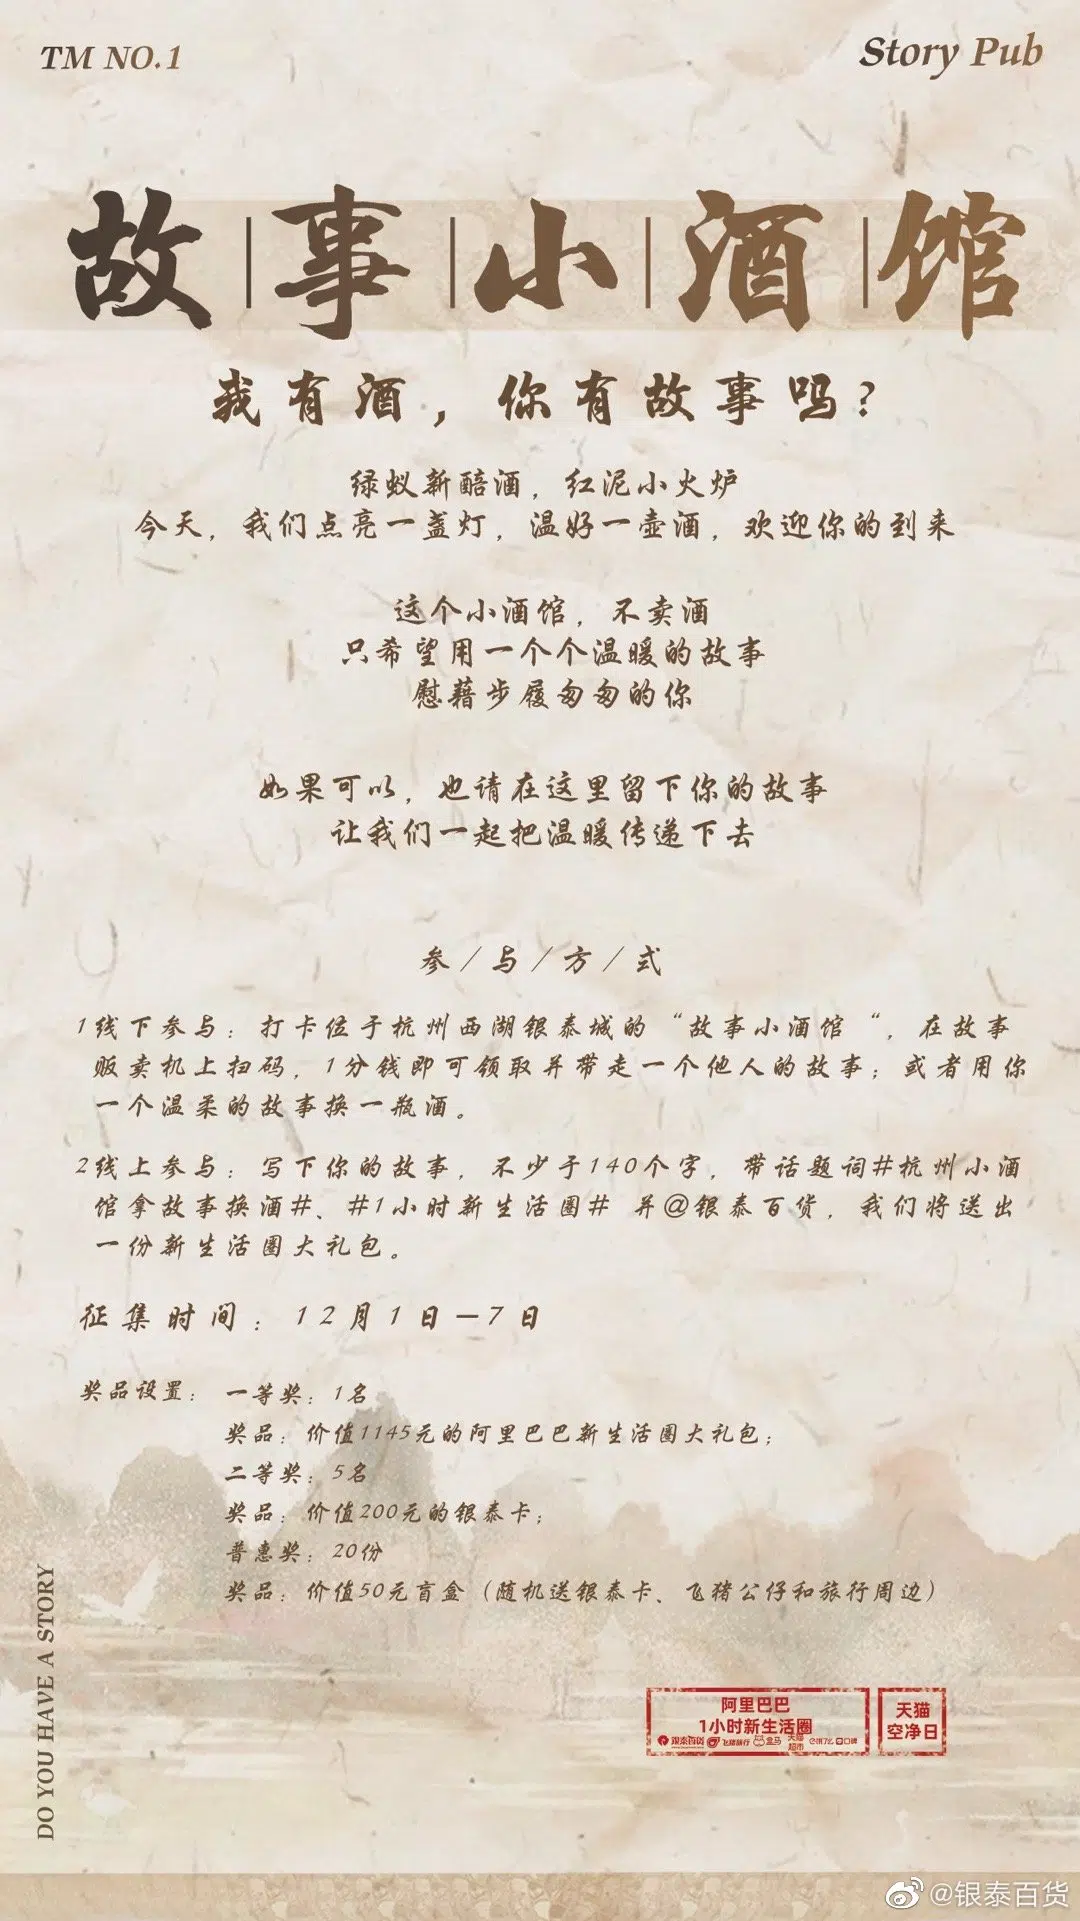 TM NO.1
Story Pub
故事小酒馆
我有酒，你有故事吗？
绿蚁新醅酒，红泥小火炉
今天，我们点亮一盏灯，温好一壶酒，欢迎你的到来
这个小酒馆，不卖酒
只希望用一个个温暖的故事
慰藉步履匆匆的你
如果可以，也请在这里留下你的故事
让我们一起把温暖传递下去
参/与/方/式
1线下参与：打卡位于杭州西湖银泰城的“故事小酒馆“，在故事
贩卖机上扫码，1分钱即可领取并带走一个他人的故事；或者用你
一个温柔的故事换一瓶酒。
2线上参与：写下你的故事，不少于140个字，带话题词#杭州小酒
馆拿故事换酒#、#1小时新生活圈# 并@银泰百货，我们将送出
一份新生活圈大礼包。
征集时间：12月1日—7日
奖品设置：一等奖：1名
奖品：价值1145元的阿里巴巴新生活圈大礼包；
二等奖：5名
奖品：价值200元的银泰卡；
普惠奖：20份
奖品：价值50元盲盒（随机送银泰卡、飞猪公仔和旅行周边）
DO YOU HAVE A STORY
阿里巴巴
1小时新生活圈
银泰百货 飞猪旅行 盒马 天猫超市 饿了么 口碑
天猫
空净日
@银泰百货